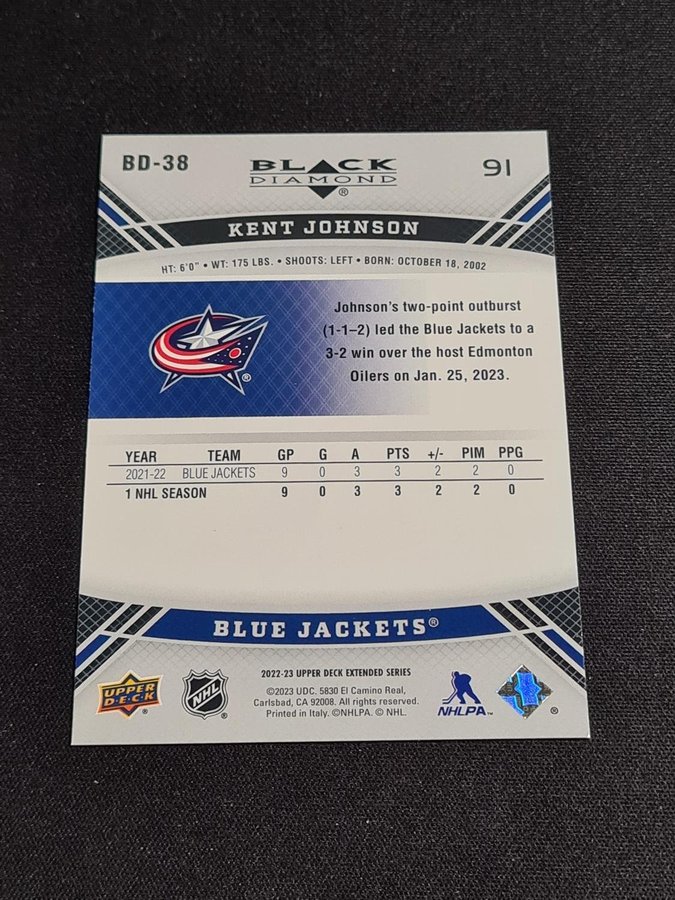 BD-38 BLACK 91
DIAMOND®
KENT JOHNSON
HT: 6'0" • WT: 175 LBS. • SHOOTS: LEFT • BORN: OCTOBER 18, 2002
Johnson's two-point outburst
(1-1–2) led the Blue Jackets to a
3-2 win over the host Edmonton
Oilers on Jan. 25, 2023.
®
YEAR TEAM GP G A PTS +/- PIM PPG
2021-22 BLUE JACKETS 9 0 3 3 2 2 0
1 NHL SEASON 9 0 3 3 2 2 0
BLUE JACKETS®
2022-23 UPPER DECK EXTENDED SERIES
©2023 UDC. 5830 El Camino Real,
Carlsbad, CA 92008. All rights reserved.
Printed in Italy. ©NHLPA. © NHL.
UPPER
DECK
®
NHL
®
NHLPA™
®